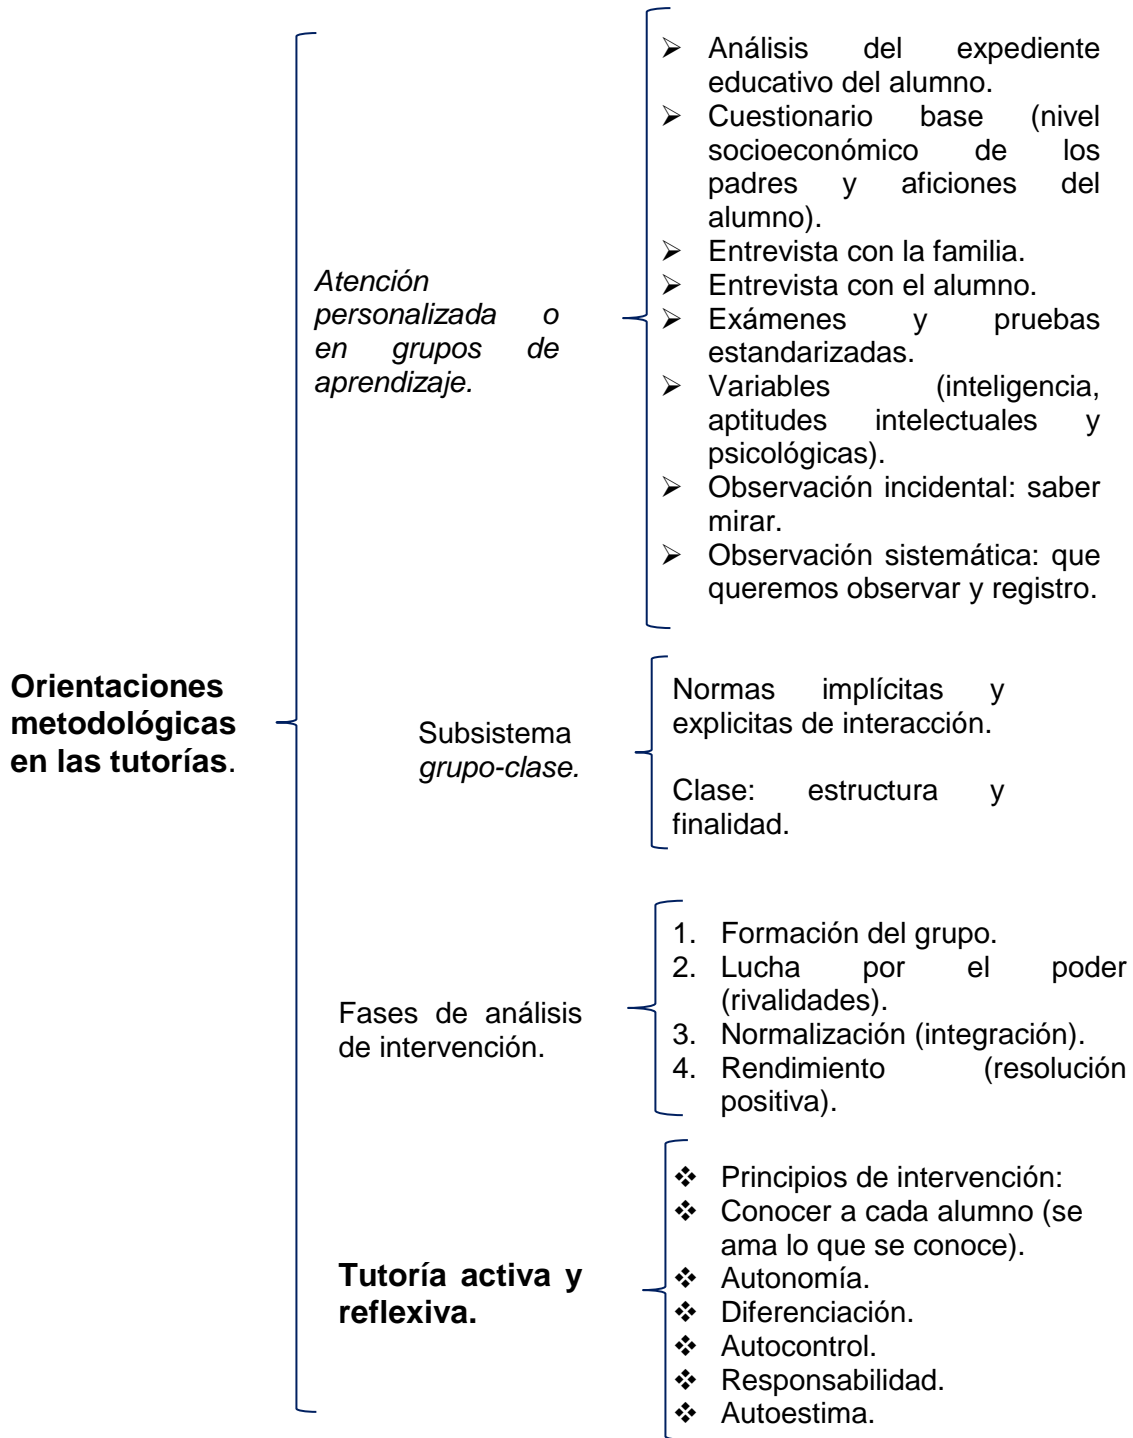 Orientaciones
metodológicas
en las tutorías.
Atención
personalizada o
en grupos de
aprendizaje.
➢ Análisis del expediente
educativo del alumno.
➢ Cuestionario base (nivel
socioeconómico de los
padres y aficiones del
alumno).
➢ Entrevista con la familia.
➢ Entrevista con el alumno.
➢ Exámenes y pruebas
estandarizadas.
➢ Variables (inteligencia,
aptitudes intelectuales y
psicológicas).
➢ Observación incidental: saber
mirar.
➢ Observación sistemática: que
queremos observar y registro.
Subsistema
grupo-clase.
Normas implícitas y
explicitas de interacción.
Clase: estructura y
finalidad.
Fases de análisis
de intervención.
1. Formación del grupo.
2. Lucha por el poder
(rivalidades).
3. Normalización (integración).
4. Rendimiento (resolución
positiva).
Tutoría activa y
reflexiva.
❖ Principios de intervención:
❖ Conocer a cada alumno (se
ama lo que se conoce).
❖ Autonomía.
❖ Diferenciación.
❖ Autocontrol.
❖ Responsabilidad.
❖ Autoestima.